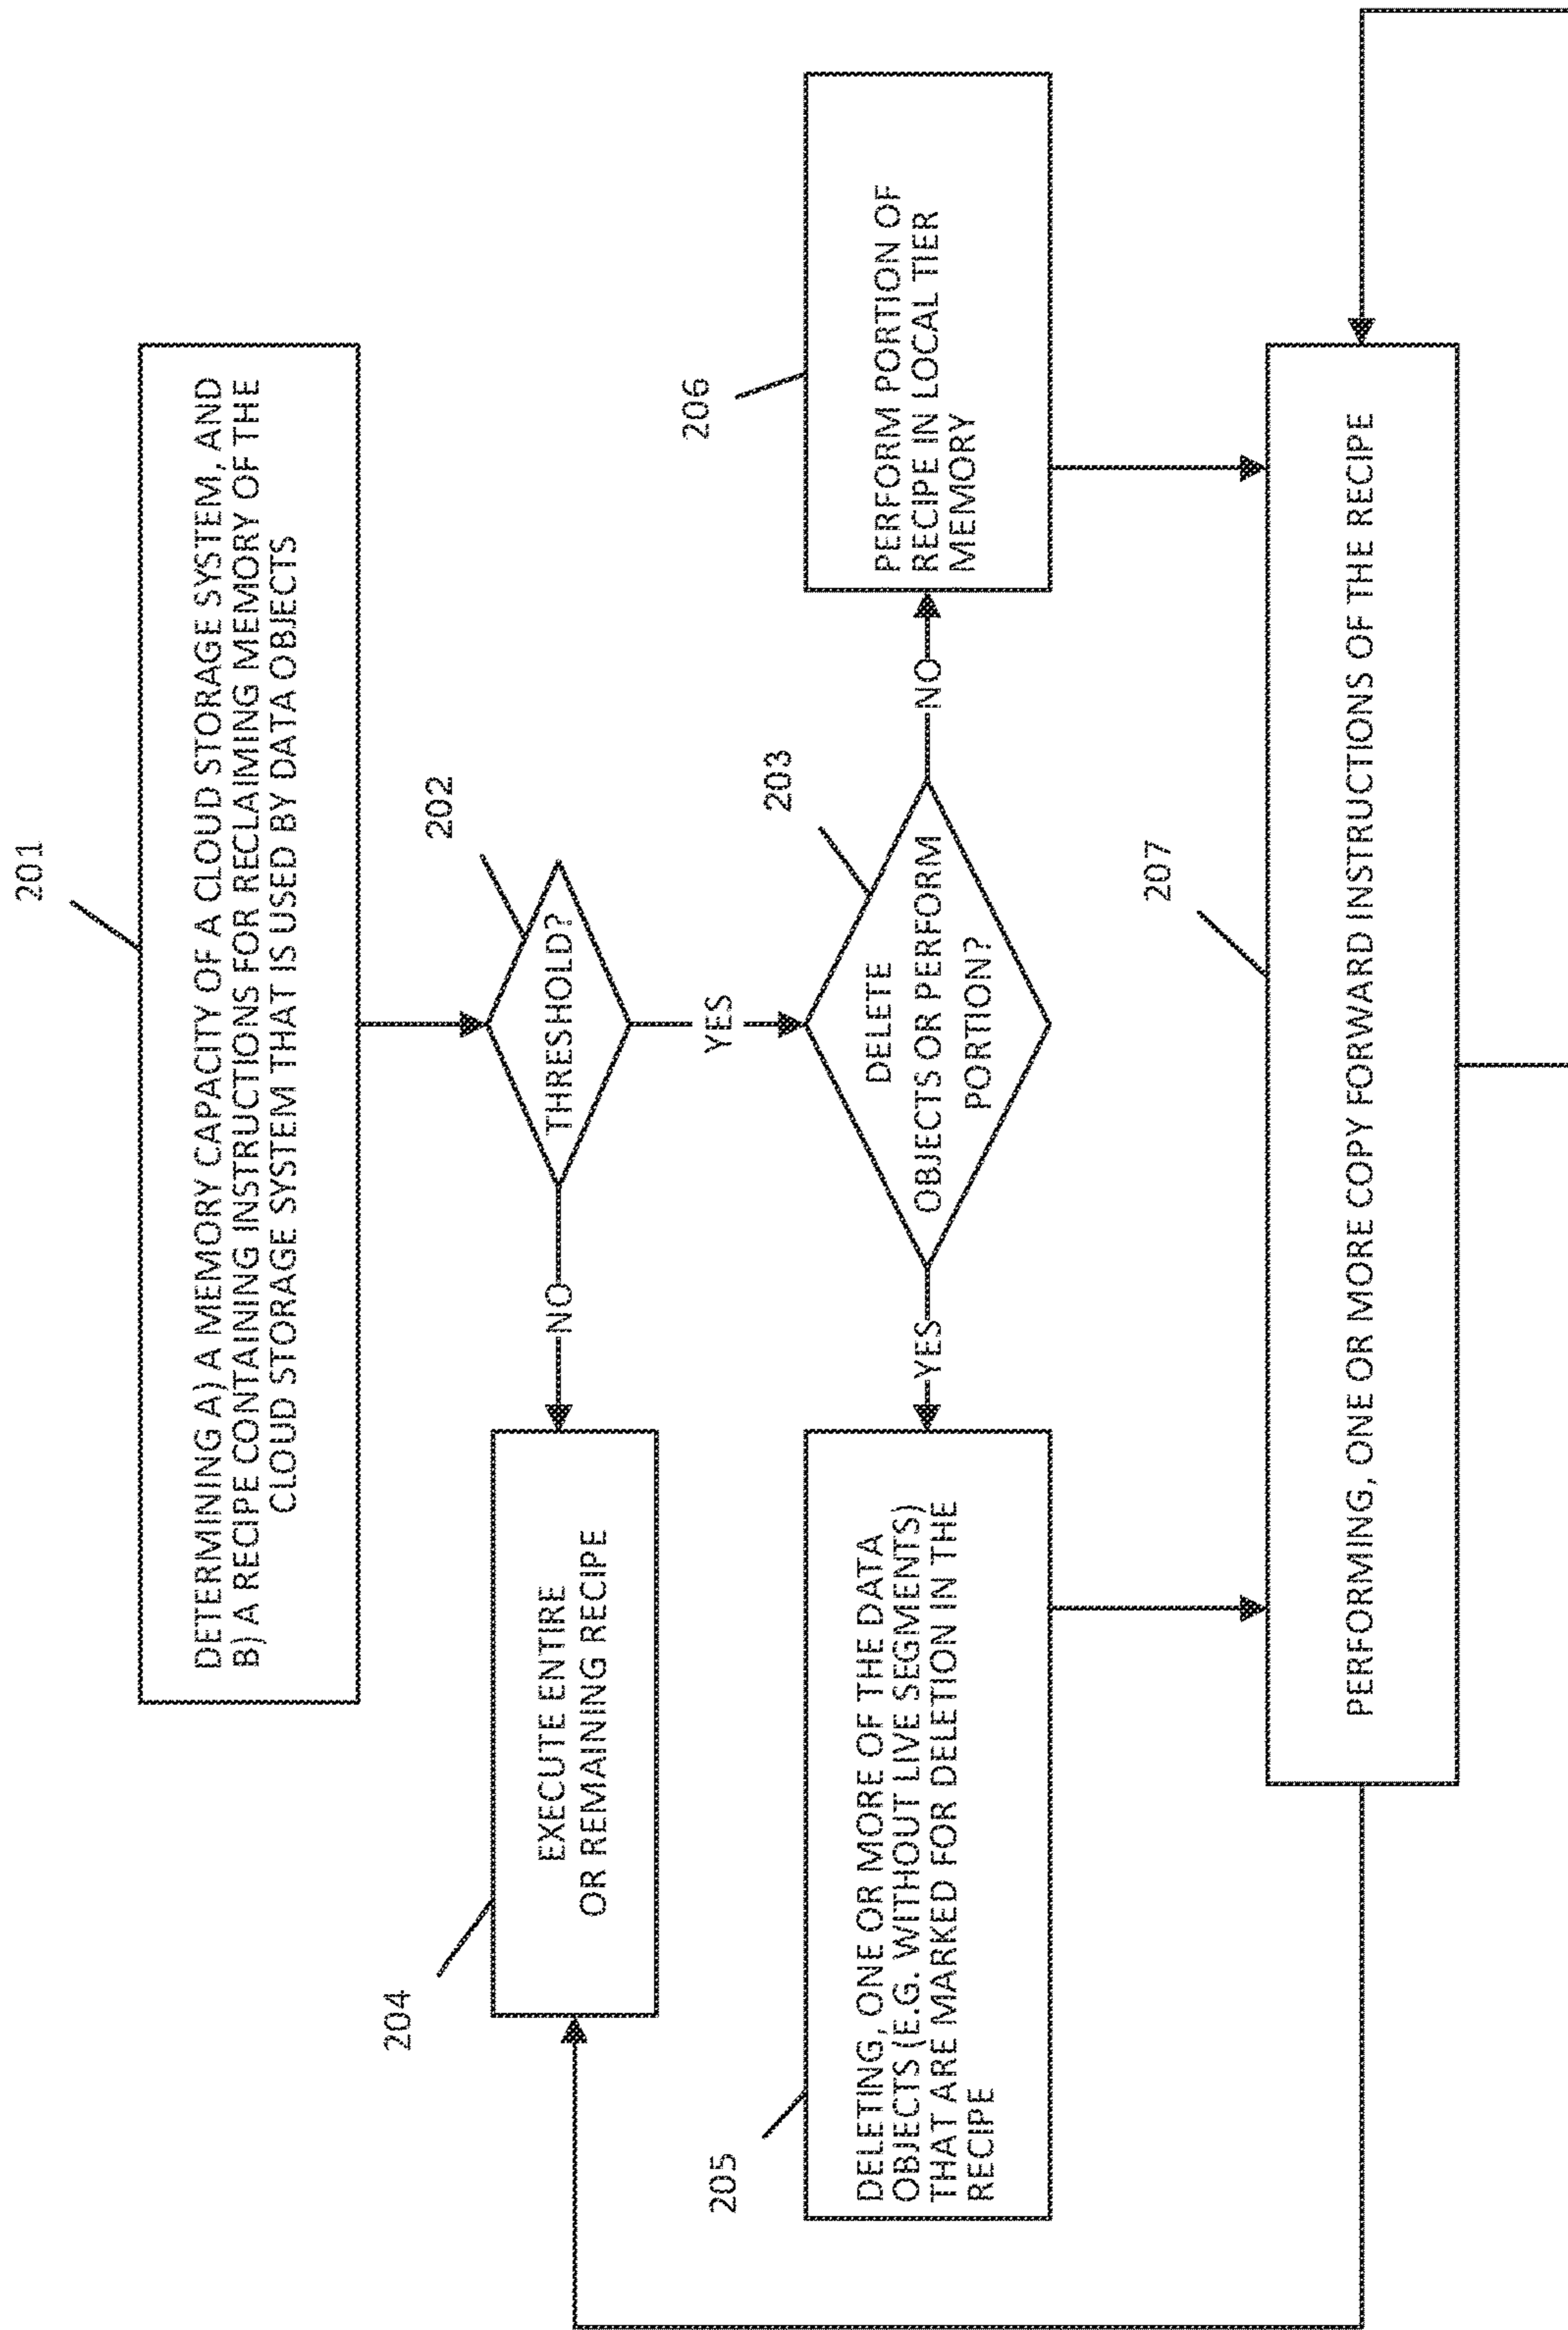 201
DETERMINING A) A MEMORY CAPACITY OF A CLOUD STORAGE SYSTEM, AND
B) A RECIPE CONTAINING INSTRUCTIONS FOR RECLAIMING MEMORY OF THE
CLOUD STORAGE SYSTEM THAT IS USED BY DATA OBJECTS
202
THRESHOLD?
NO
YES
204
EXECUTE ENTIRE
OR REMAINING RECIPE
203
DELETE
OBJECTS OR PERFORM
PORTION?
YES
NO
205
DELETING, ONE OR MORE OF THE DATA
OBJECTS (E.G. WITHOUT LIVE SEGMENTS)
THAT ARE MARKED FOR DELETION IN THE
RECIPE
206
PERFORM PORTION OF
RECIPE IN LOCAL TIER
MEMORY
207
PERFORMING, ONE OR MORE COPY FORWARD INSTRUCTIONS OF THE RECIPE